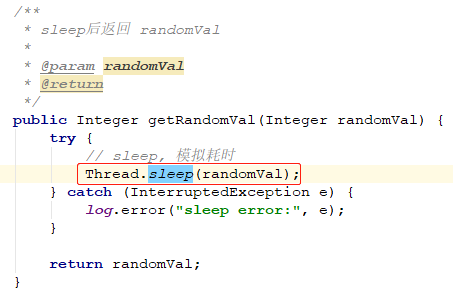 /**
 * sleep后返回 randomVal
 *
 * @param randomVal
 * @return
 */
public Integer getRandomVal(Integer randomVal) {
    try {
        // sleep, 模拟耗时
        Thread.sleep(randomVal);
    } catch (InterruptedException e) {
        log.error("sleep error:", e);
    }

    return randomVal;
}